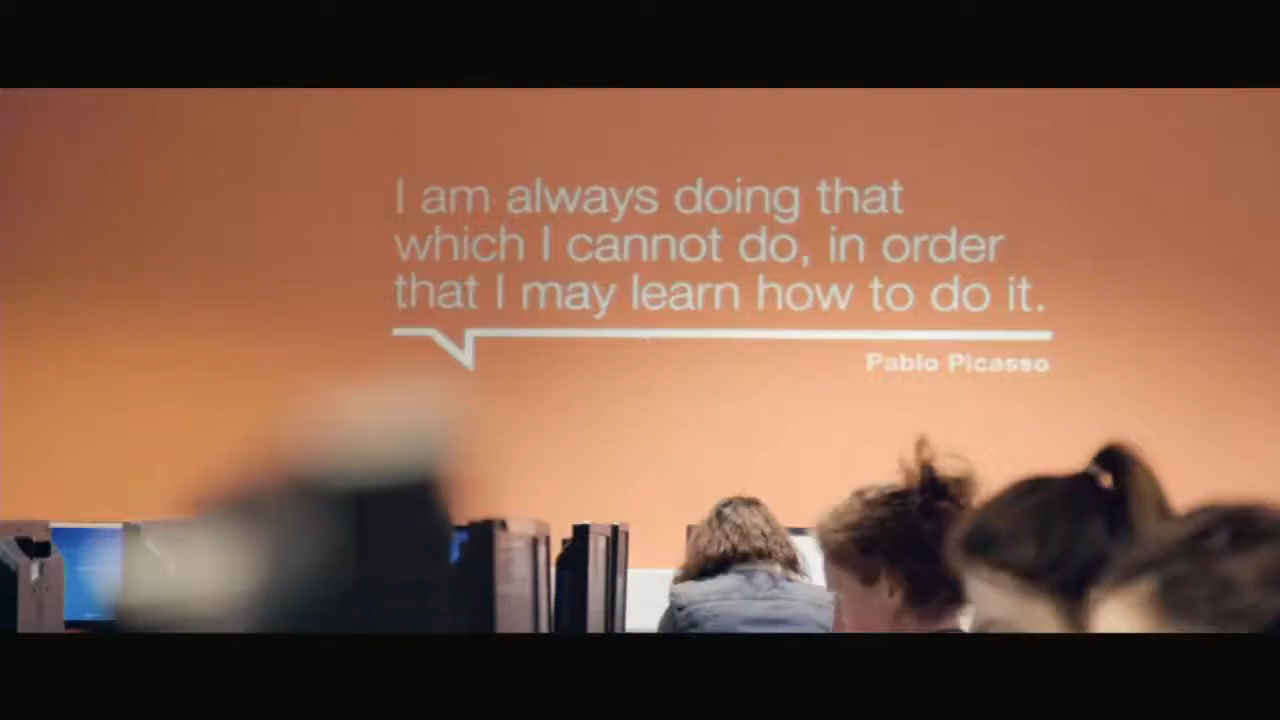 I am always doing that
which I cannot do, in order
that I may learn how to do it.
Pablo Picasso